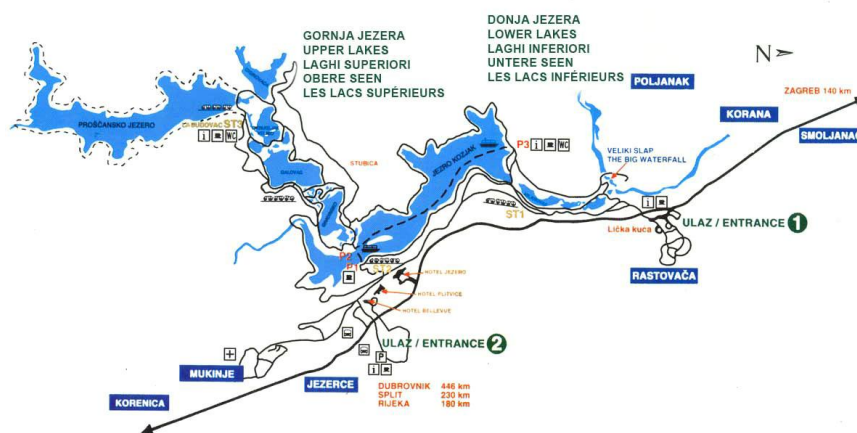 GORNJA JEZERA
UPPER LAKES
LAGHI SUPERIORI
OBERE SEEN
LES LACS SUPÉRIEURS
DONJA JEZERA
LOWER LAKES
LAGHI INFERIORI
UNTERE SEEN
LES LACS INFÉRIEURS
N
POLJANAK
ZAGREB 140 km
KORANA
SMOLJANAC
PROŠČANSKO JEZERO
ST3
i
WC
STUBICA
JEZERO KOZJAK
P3
i
WC
VELIKI SLAP
THE BIG WATERFALL
ST1
i
ULAZ / ENTRANCE 1
Lička kuća
RASTOVAČA
P2
P1
ST2
HOTEL JEZERO
HOTEL PLITVICE
HOTEL BELLEVUE
ULAZ / ENTRANCE 2
P
i
MUKINJE
JEZERCE
KORENICA
DUBROVNIK 446 km
SPLIT 230 km
RIJEKA 180 km